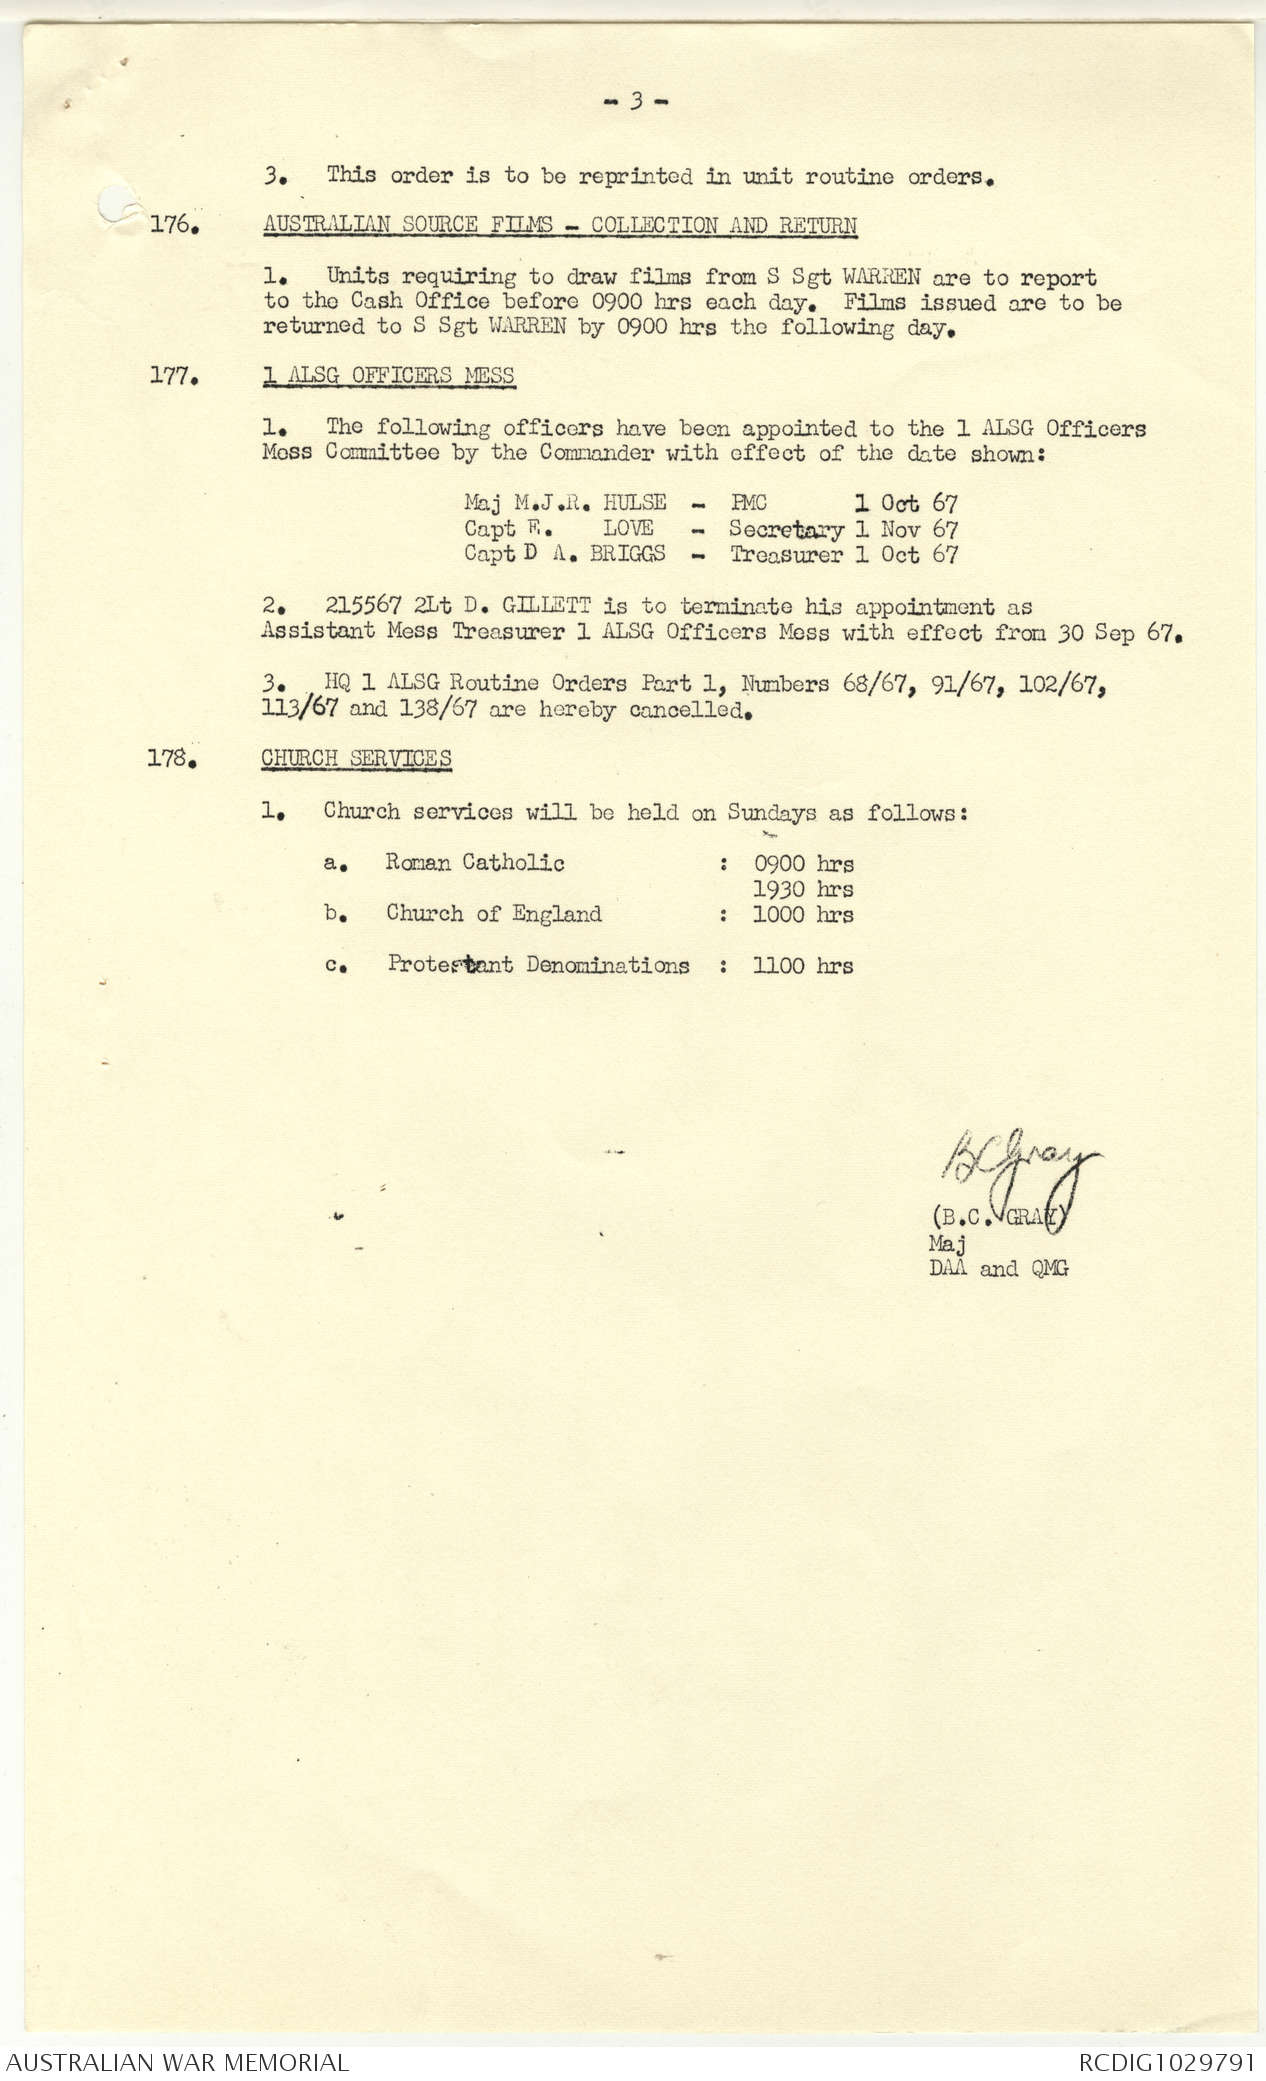 - 3 -
3. This order is to be reprinted in unit routine orders.
176. AUSTRALIAN SOURCE FILMS - COLLECTION AND RETURN
1. Units requiring to draw films from S Sgt WARREN are to report
to the Cash Office before 0900 hrs each day. Films issued are to be
returned to S Sgt WARREN by 0900 hrs the following day.
177. 1 ALSG OFFICERS MESS
1. The following officers have been appointed to the 1 ALSG Officers
Mess Committee by the Commander with effect of the date shown:
Maj M.J.R. HULSE - PMC 1 Oct 67
Capt E. LOVE - Secretary 1 Nov 67
Capt D A. BRIGGS - Treasurer 1 Oct 67
2. 215567 2Lt D. GILLETT is to terminate his appointment as
Assistant Mess Treasurer 1 ALSG Officers Mess with effect from 30 Sep 67.
3. HQ 1 ALSG Routine Orders Part 1, Numbers 68/67, 91/67, 102/67,
113/67 and 138/67 are hereby cancelled.
178. CHURCH SERVICES
1. Church services will be held on Sundays as follows:
a. Roman Catholic : 0900 hrs
1930 hrs
b. Church of England : 1000 hrs
c. Protestant Denominations : 1100 hrs
BCGray
(B.C. GRAY)
Maj
DAA and QMG
AUSTRALIAN WAR MEMORIAL
RCDIG1029791